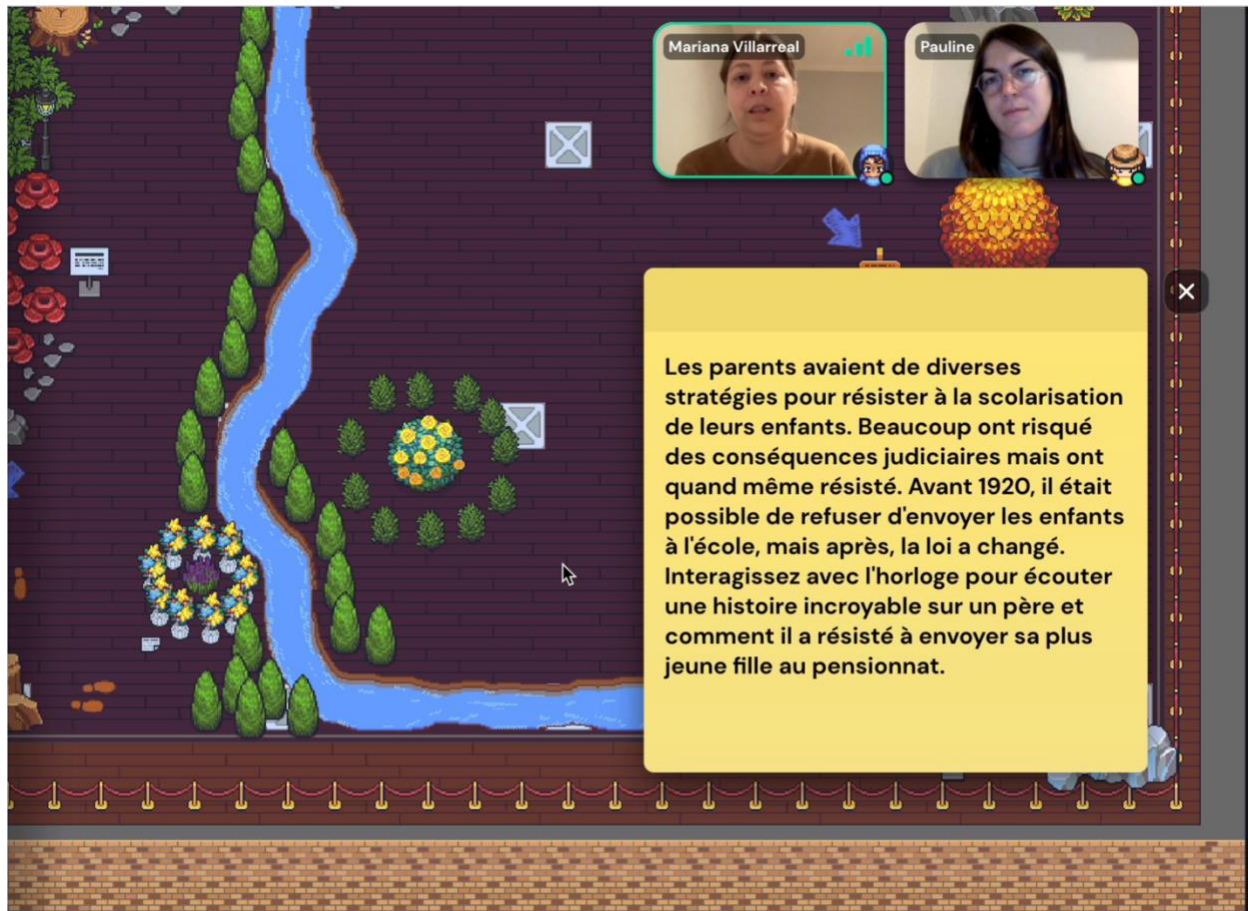 Mariana Villarreal
Pauline
Les parents avaient de diverses
stratégies pour résister à la scolarisation
de leurs enfants. Beaucoup ont risqué
des conséquences judiciaires mais ont
quand même résisté. Avant 1920, il était
possible de refuser d'envoyer les enfants
à l'école, mais après, la loi a changé.
Interagissez avec l'horloge pour écouter
une histoire incroyable sur un père et
comment il a résisté à envoyer sa plus
jeune fille au pensionnat.